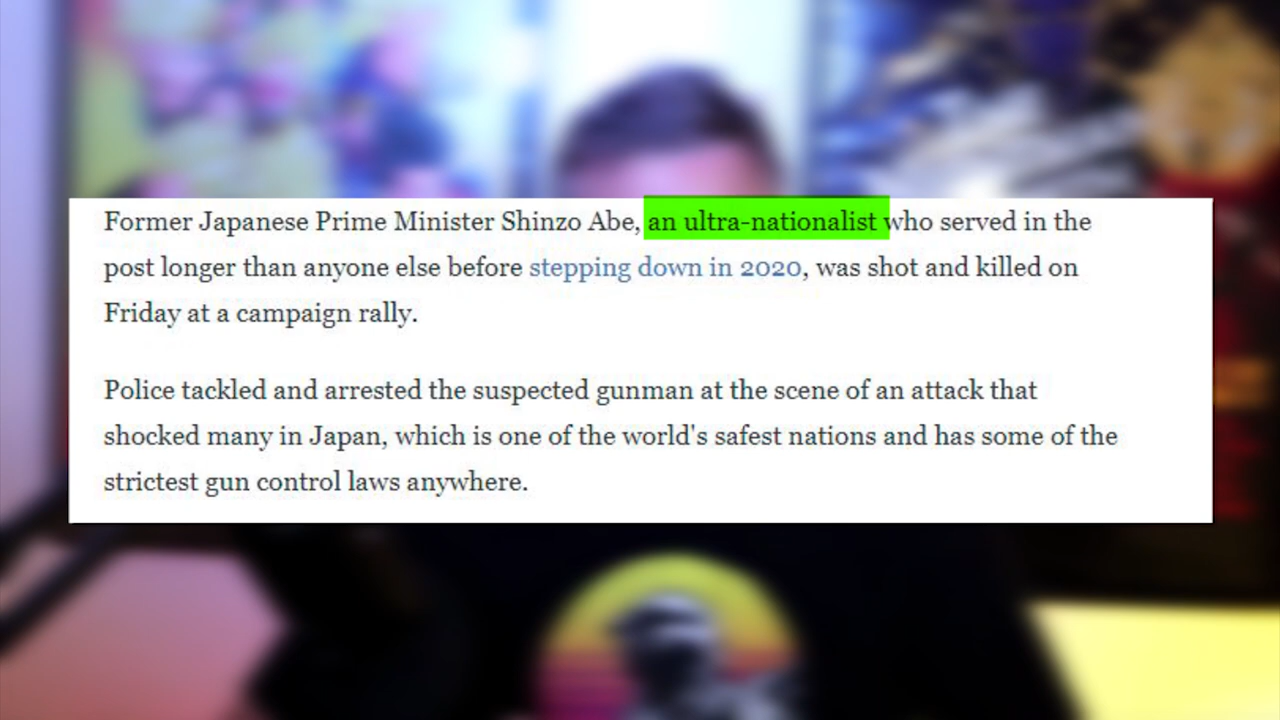 Former Japanese Prime Minister Shinzo Abe, an ultra-nationalist who served in the
post longer than anyone else before stepping down in 2020, was shot and killed on
Friday at a campaign rally.
Police tackled and arrested the suspected gunman at the scene of an attack that
shocked many in Japan, which is one of the world's safest nations and has some of the
strictest gun control laws anywhere.